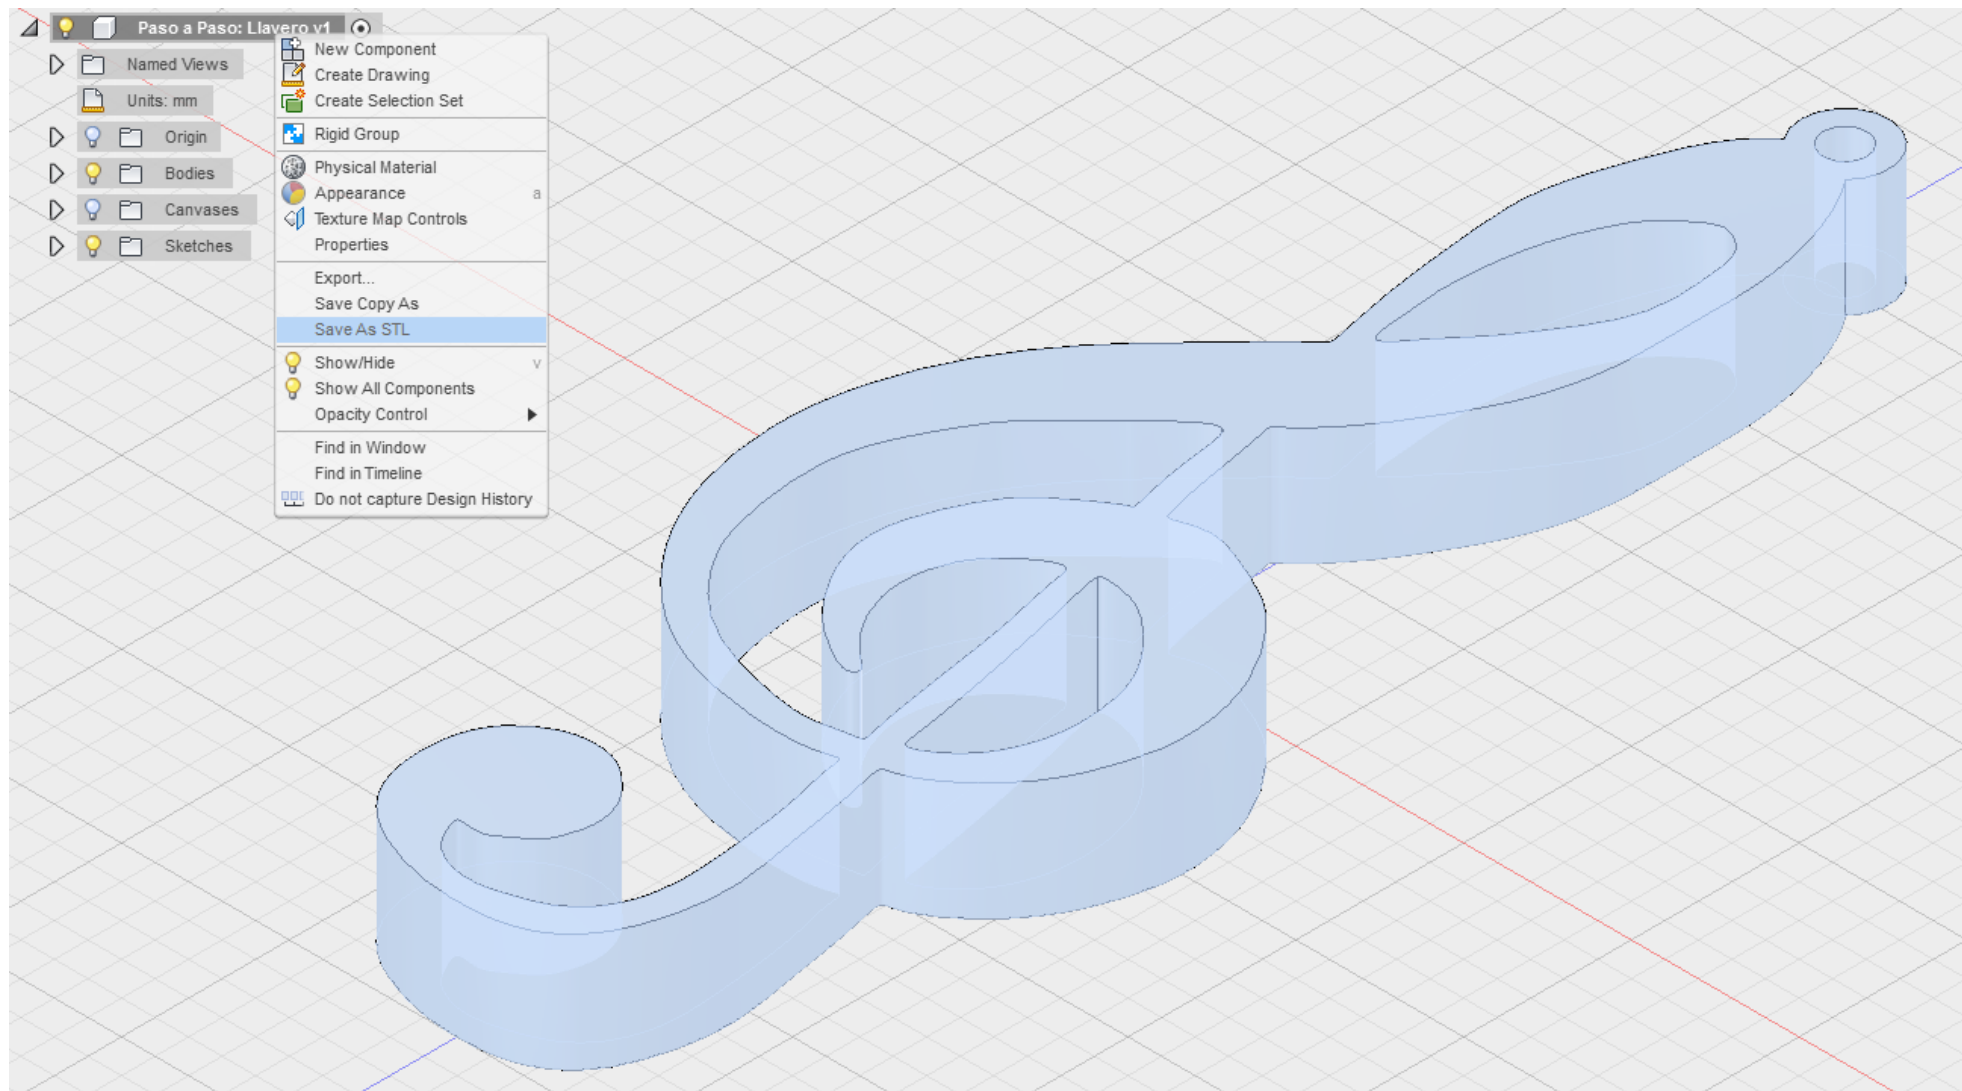 Paso a Paso: Llavero v1
Named Views
Units: mm
Origin
Bodies
Canvases
Sketches
New Component
Create Drawing
Create Selection Set
Rigid Group
Physical Material
Appearance a
Texture Map Controls
Properties
Export...
Save Copy As
Save As STL
Show/Hide v
Show All Components
Opacity Control
Find in Window
Find in Timeline
Do not capture Design History